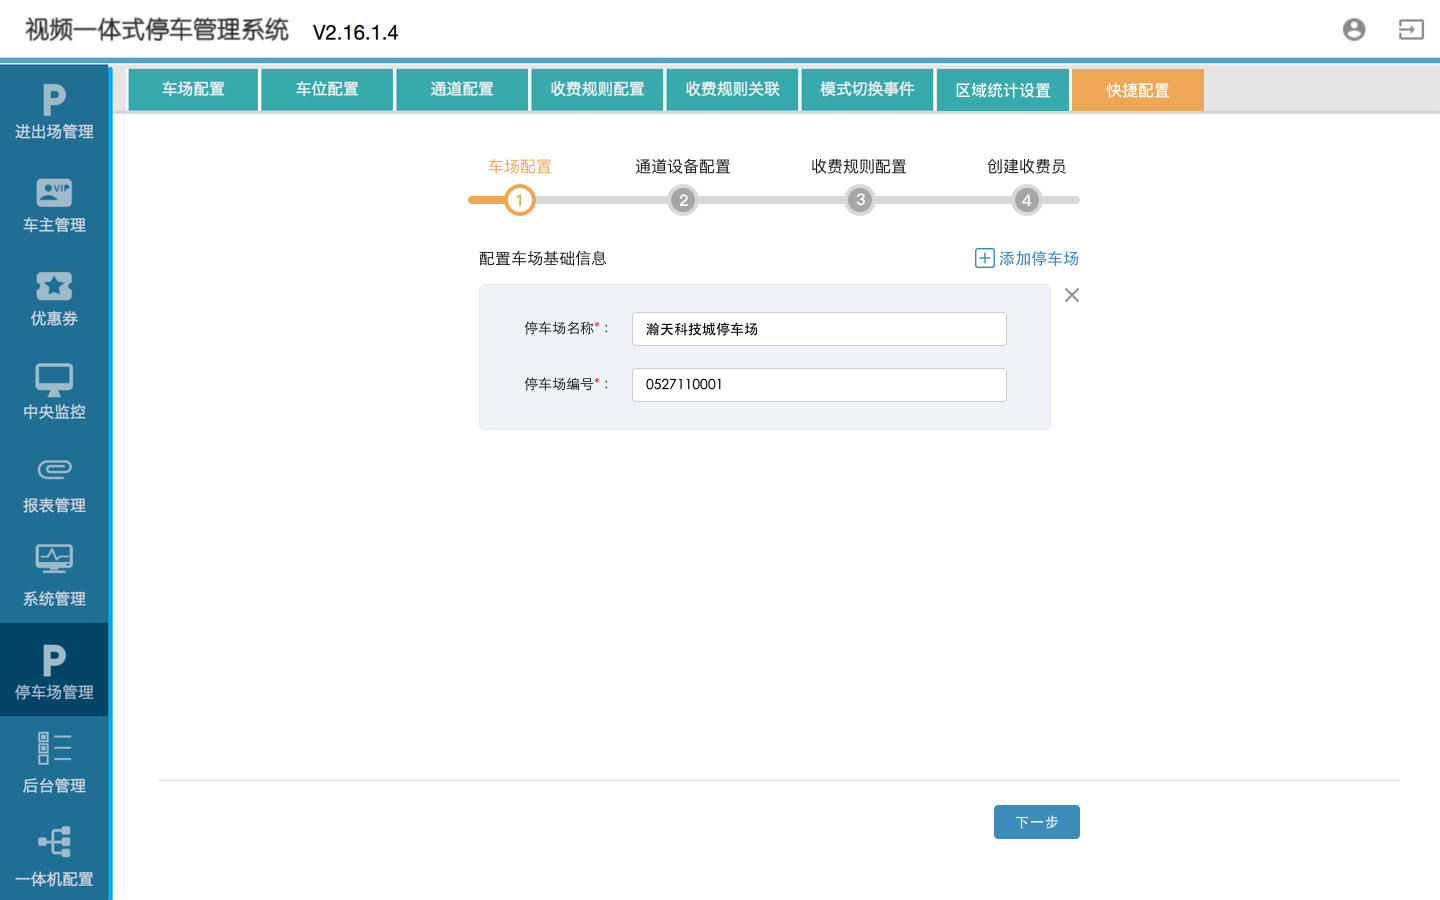 视频一体式停车管理系统 V2.16.1.4
车场配置 车位配置 通道配置 收费规则配置 收费规则关联 模式切换事件 区域统计设置 快捷配置
P
进出场管理
VIP
车主管理
优惠券
中央监控
报表管理
系统管理
P
停车场管理
后台管理
一体机配置
车场配置 通道设备配置 收费规则配置 创建收费员
1 2 3 4
配置车场基础信息 添加停车场
停车场名称*： 瀚天科技城停车场
停车场编号*： 0527110001
下一步